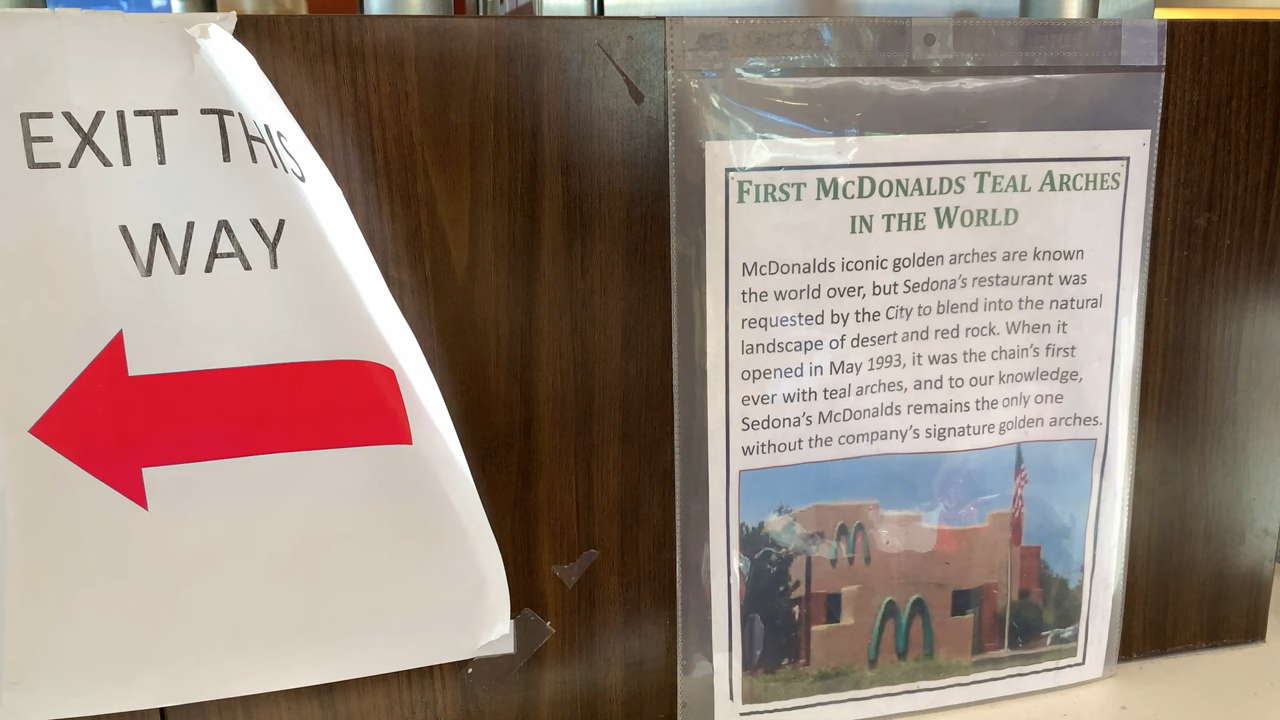 EXIT THIS
WAY
FIRST MCDONALDS TEAL ARCHES
IN THE WORLD
McDonalds iconic golden arches are known
the world over, but Sedona's restaurant was
requested by the City to blend into the natural
landscape of desert and red rock. When it
opened in May 1993, it was the chain's first
ever with teal arches, and to our knowledge,
Sedona's McDonalds remains the only one
without the company's signature golden arches.